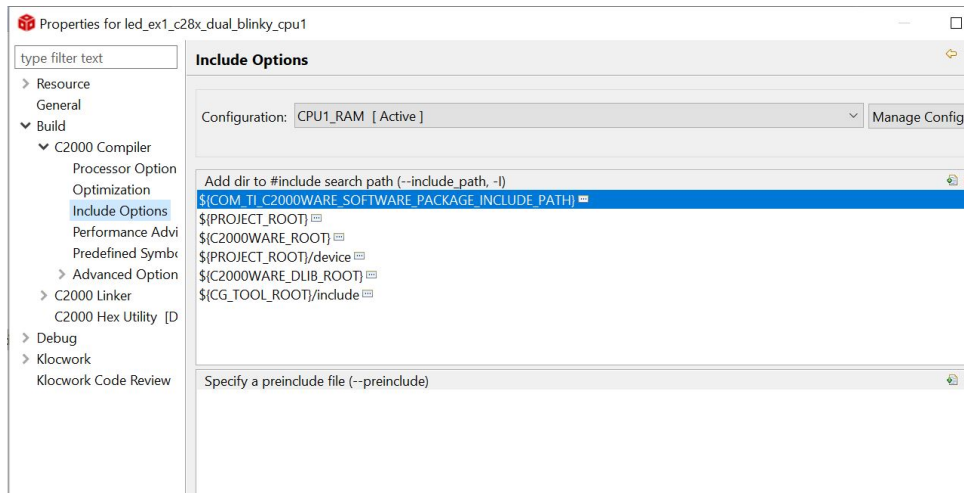 Properties for led_ex1_c28x_dual_blinky_cpu1
type filter text
Include Options
Resource
General
Build
C2000 Compiler
Processor Option
Optimization
Include Options
Performance Advi
Predefined Symb
Advanced Option
C2000 Linker
C2000 Hex Utility [D
Debug
Klocwork
Klocwork Code Review
Configuration: CPU1_RAM [ Active ]
Manage Config
Add dir to #include search path (--include_path, -I)
${COM_TI_C2000WARE_SOFTWARE_PACKAGE_INCLUDE_PATH}
${PROJECT_ROOT}
${C2000WARE_ROOT}
${PROJECT_ROOT}/device
${C2000WARE_DLIB_ROOT}
${CG_TOOL_ROOT}/include
Specify a preinclude file (--preinclude)